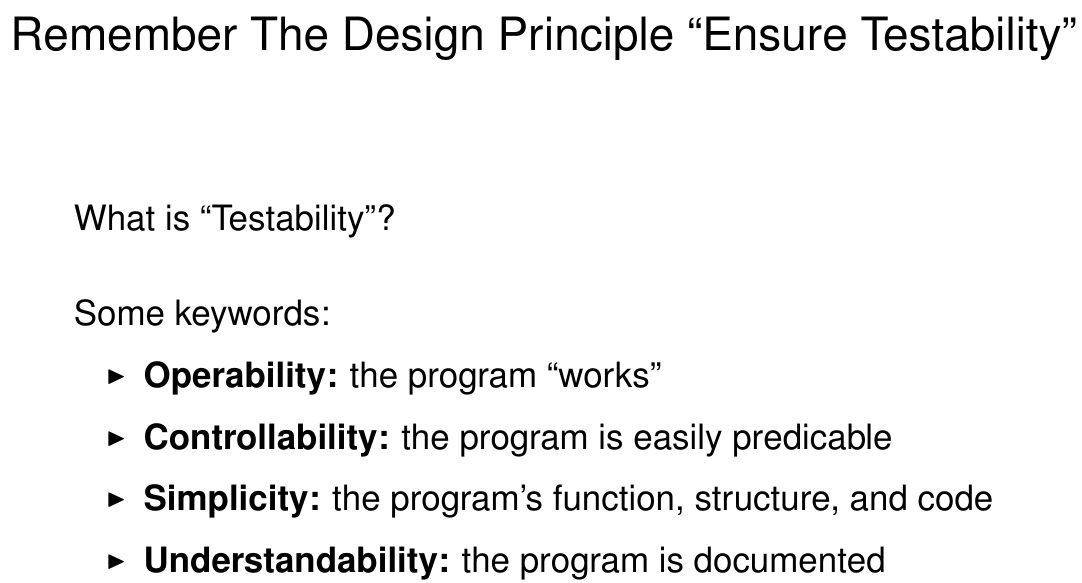 Remember The Design Principle “Ensure Testability”
What is “Testability”?
Some keywords:
▶ Operability: the program “works”
▶ Controllability: the program is easily predicable
▶ Simplicity: the program’s function, structure, and code
▶ Understandability: the program is documented